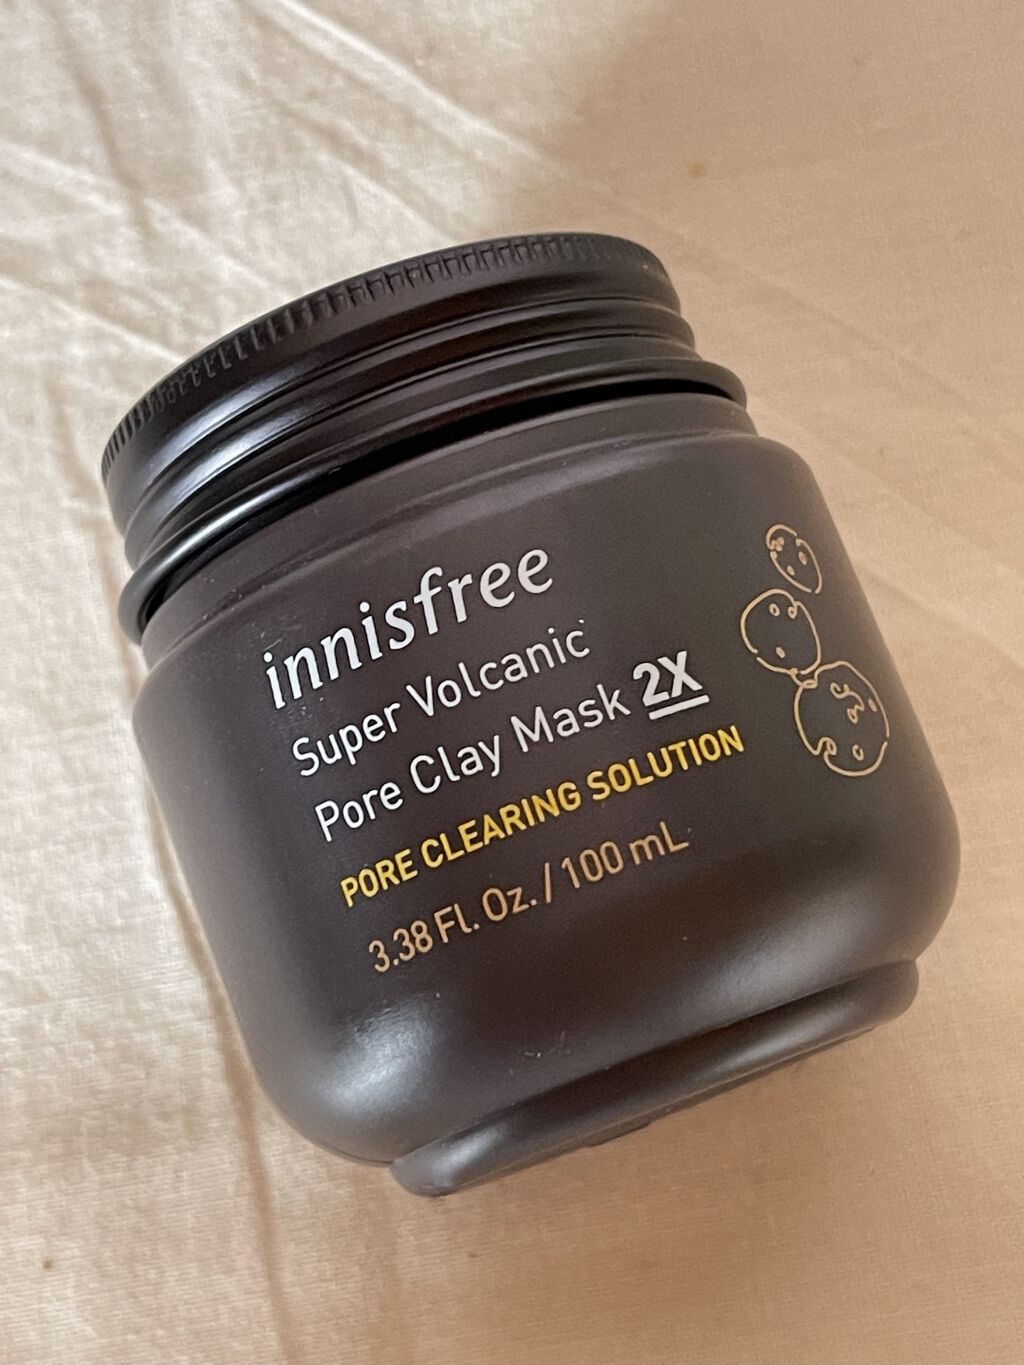 innisfree
Super Volcanic
Pore Clay Mask 2X
PORE CLEARING SOLUTION
3.38 Fl. Oz. / 100 mL